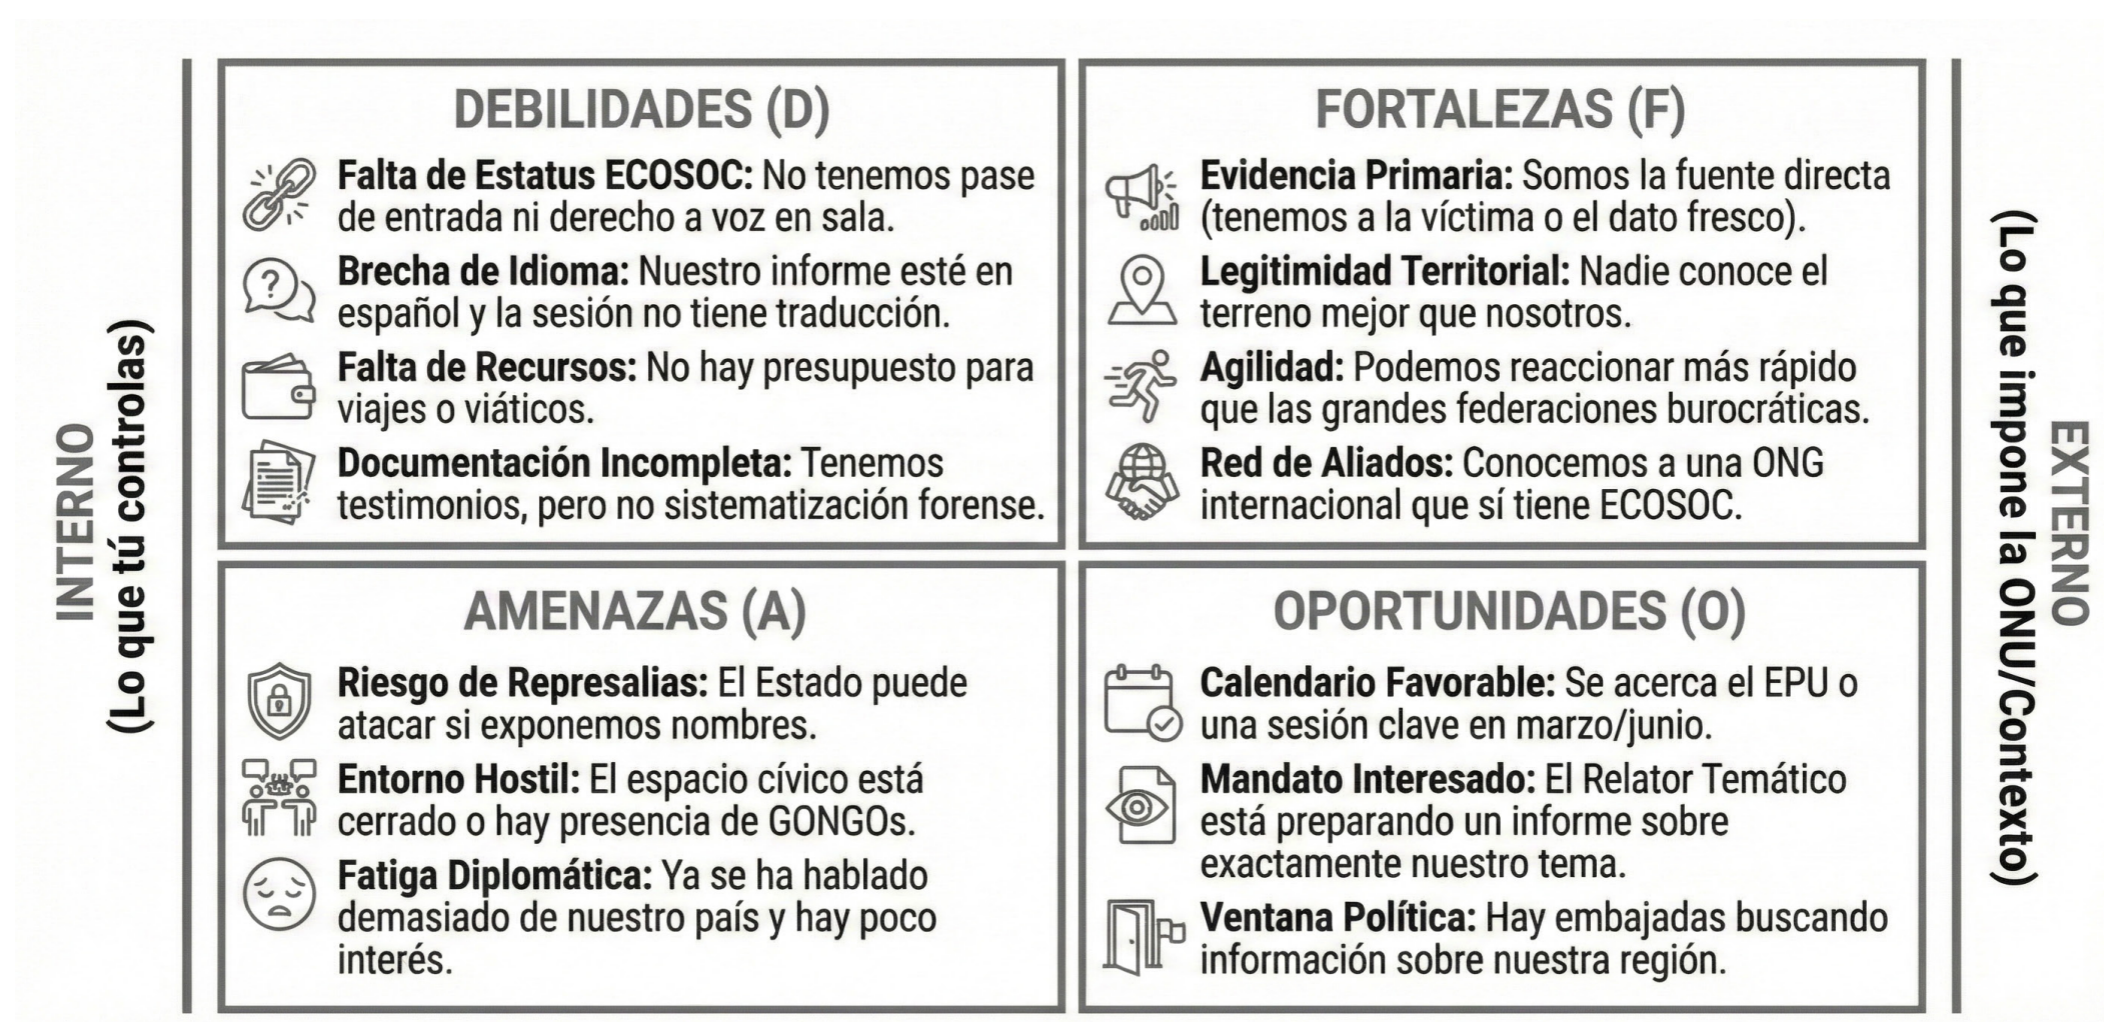 INTERNO
(Lo que tú controlas)
DEBILIDADES (D)
Falta de Estatus ECOSOC: No tenemos pase
de entrada ni derecho a voz en sala.
Brecha de Idioma: Nuestro informe esté en
español y la sesión no tiene traducción.
Falta de Recursos: No hay presupuesto para
viajes o viáticos.
Documentación Incompleta: Tenemos
testimonios, pero no sistematización forense.
FORTALEZAS (F)
Evidencia Primaria: Somos la fuente directa
(tenemos a la víctima o el dato fresco).
Legitimidad Territorial: Nadie conoce el
terreno mejor que nosotros.
Agilidad: Podemos reaccionar más rápido
que las grandes federaciones burocráticas.
Red de Aliados: Conocemos a una ONG
internacional que sí tiene ECOSOC.
AMENAZAS (A)
Riesgo de Represalias: El Estado puede
atacar si exponemos nombres.
Entorno Hostil: El espacio cívico está
cerrado o hay presencia de GONGOs.
Fatiga Diplomática: Ya se ha hablado
demasiado de nuestro país y hay poco
interés.
OPORTUNIDADES (O)
Calendario Favorable: Se acerca el EPU o
una sesión clave en marzo/junio.
Mandato Interesado: El Relator Temático
está preparando un informe sobre
exactamente nuestro tema.
Ventana Política: Hay embajadas buscando
información sobre nuestra región.
EXTERNO
(Lo que impone la ONU/Contexto)